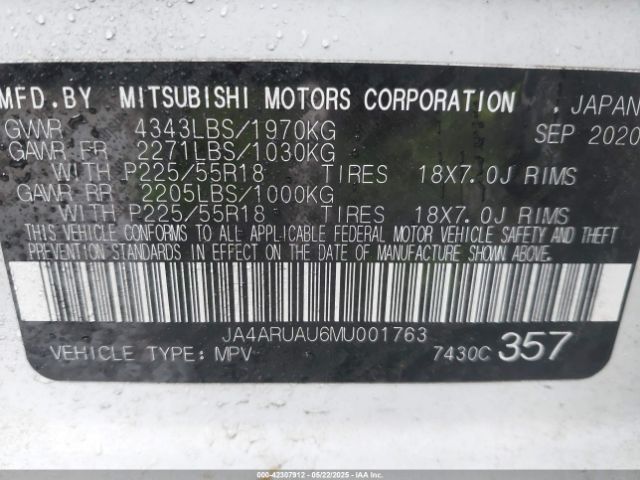 MFD.BY MITSUBISHI MOTORS CORPORATION . JAPAN
GVWR 4343LBS/1970KG SEP 2020
GAWR FR 2271LBS/1030KG
WITH P225/55R18 TIRES 18X7.0J RIMS
GAWR RR 2205LBS/1000KG
WITH P225/55R18 TIRES 18X7.0J RIMS
THIS VEHICLE CONFORMS TO ALL APPLICABLE FEDERAL MOTOR VEHICLE SAFETY AND THEFT
PREVENTION STANDARDS IN EFFECT ON THE DATE OF MANUFACTURE SHOWN ABOVE.
JA4ARUAU6MU001763
VEHICLE TYPE: MPV 7430C 357
000-42307912 - 05/22/2025 - IAAI.COM